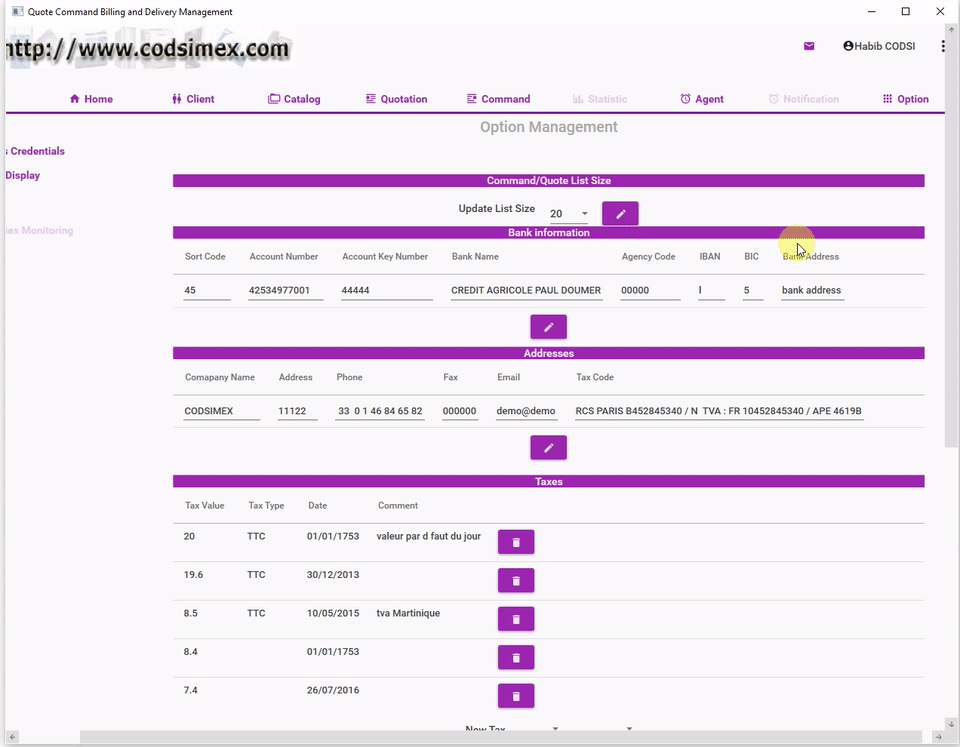 Quote Command Billing and Delivery Management
http://www.codsimex.com
Habib CODSI
Home Client Catalog Quotation Command Statistic Agent Notification Option
Option Management
s Credentials
Display
ies Monitoring
Command/Quote List Size
Update List Size 20
Bank information
Sort Code Account Number Account Key Number Bank Name Agency Code IBAN BIC Bank Address
45 42534977001 44444 CREDIT AGRICOLE PAUL DOUMER 00000 I 5 bank address
Addresses
Comapany Name Address Phone Fax Email Tax Code
CODSIMEX 11122 33 0 1 46 84 65 82 000000 demo@demo RCS PARIS B452845340 / N TVA : FR 10452845340 / APE 4619B
Taxes
Tax Value Tax Type Date Comment
20 TTC 01/01/1753 valeur par d faut du jour
19.6 TTC 30/12/2013
8.5 TTC 10/05/2015 tva Martinique
8.4 01/01/1753
7.4 26/07/2016
New Tax